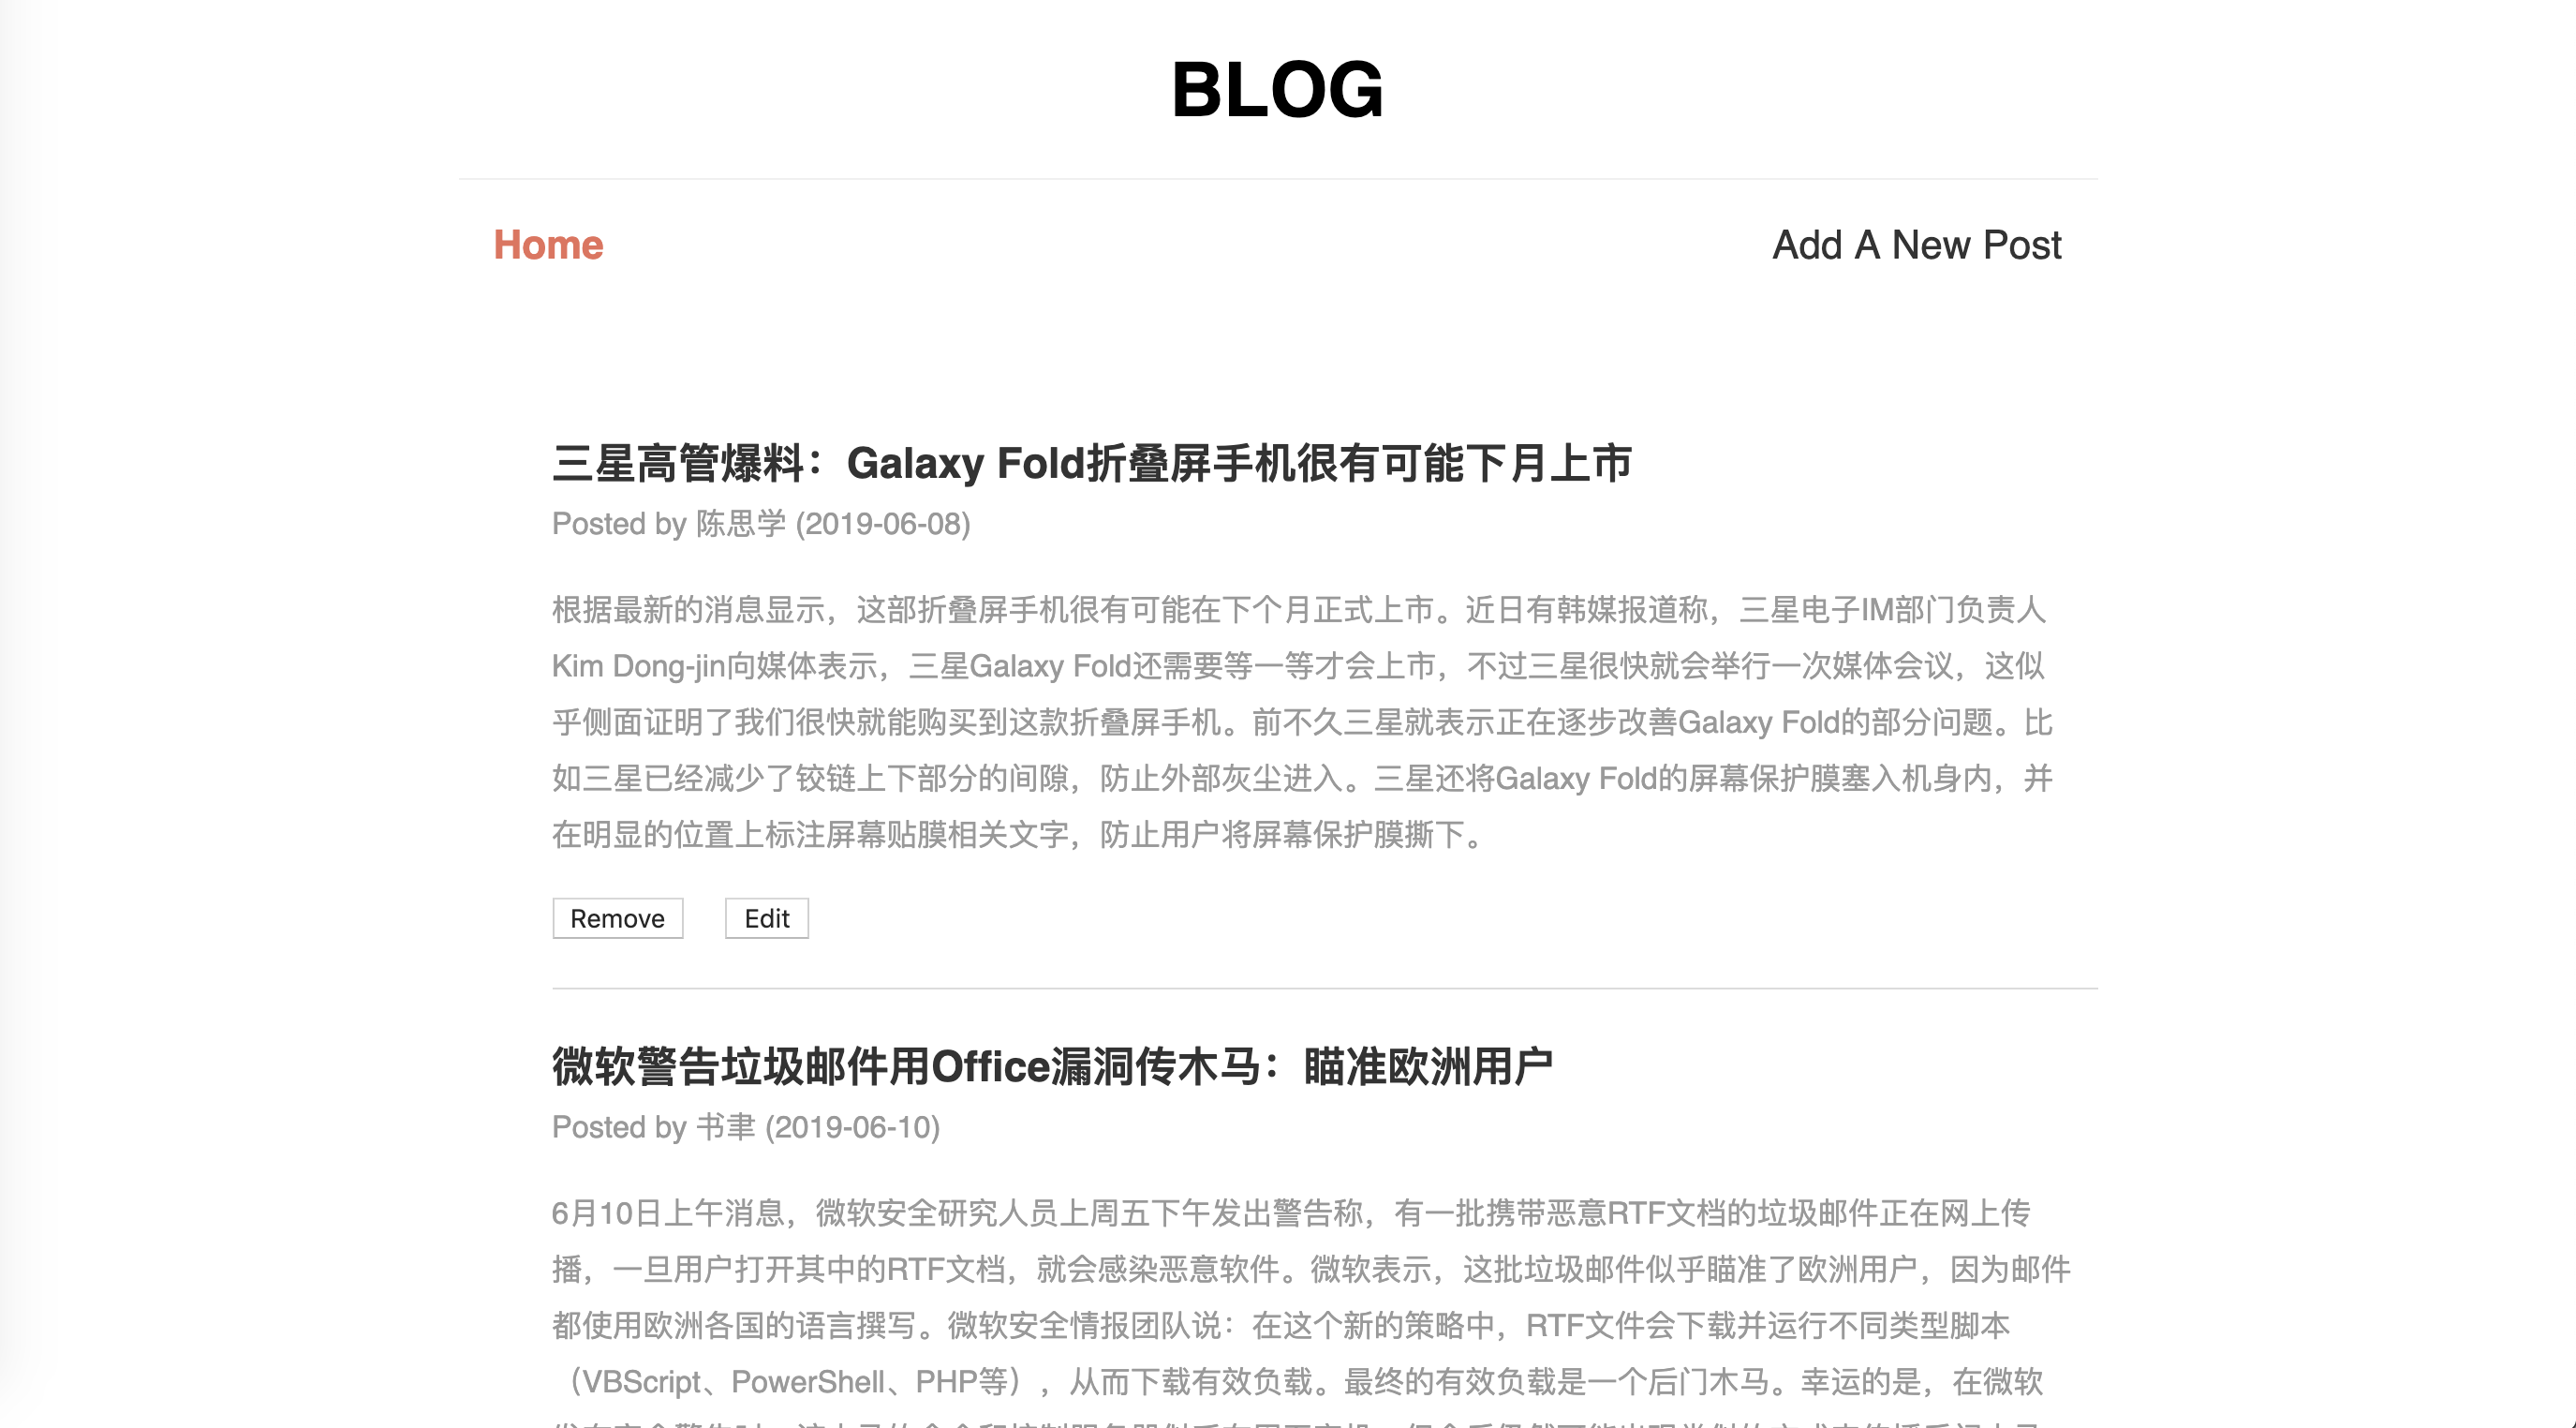 BLOG
Home
Add A New Post
三星高管爆料：Galaxy Fold折叠屏手机很有可能下月上市
Posted by 陈思学 (2019-06-08)
根据最新的消息显示，这部折叠屏手机很有可能在下个月正式上市。近日有韩媒报道称，三星电子IM部门负责人
Kim Dong-jin向媒体表示，三星Galaxy Fold还需要等一等才会上市，不过三星很快就会举行一次媒体会议，这似
乎侧面证明了我们很快就能购买到这款折叠屏手机。前不久三星就表示正在逐步改善Galaxy Fold的部分问题。比
如三星已经减少了铰链上下部分的间隙，防止外部灰尘进入。三星还将Galaxy Fold的屏幕保护膜塞入机身内，并
在明显的位置上标注屏幕贴膜相关文字，防止用户将屏幕保护膜撕下。
Remove
Edit
微软警告垃圾邮件用Office漏洞传木马：瞄准欧洲用户
Posted by 书聿 (2019-06-10)
6月10日上午消息，微软安全研究人员上周五下午发出警告称，有一批携带恶意RTF文档的垃圾邮件正在网上传
播，一旦用户打开其中的RTF文档，就会感染恶意软件。微软表示，这批垃圾邮件似乎瞄准了欧洲用户，因为邮件
都使用欧洲各国的语言撰写。微软安全情报团队说：在这个新的策略中，RTF文件会下载并运行不同类型脚本
（VBScript、PowerShell、PHP等），从而下载有效负载。最终的有效负载是一个后门木马。幸运的是，在微软